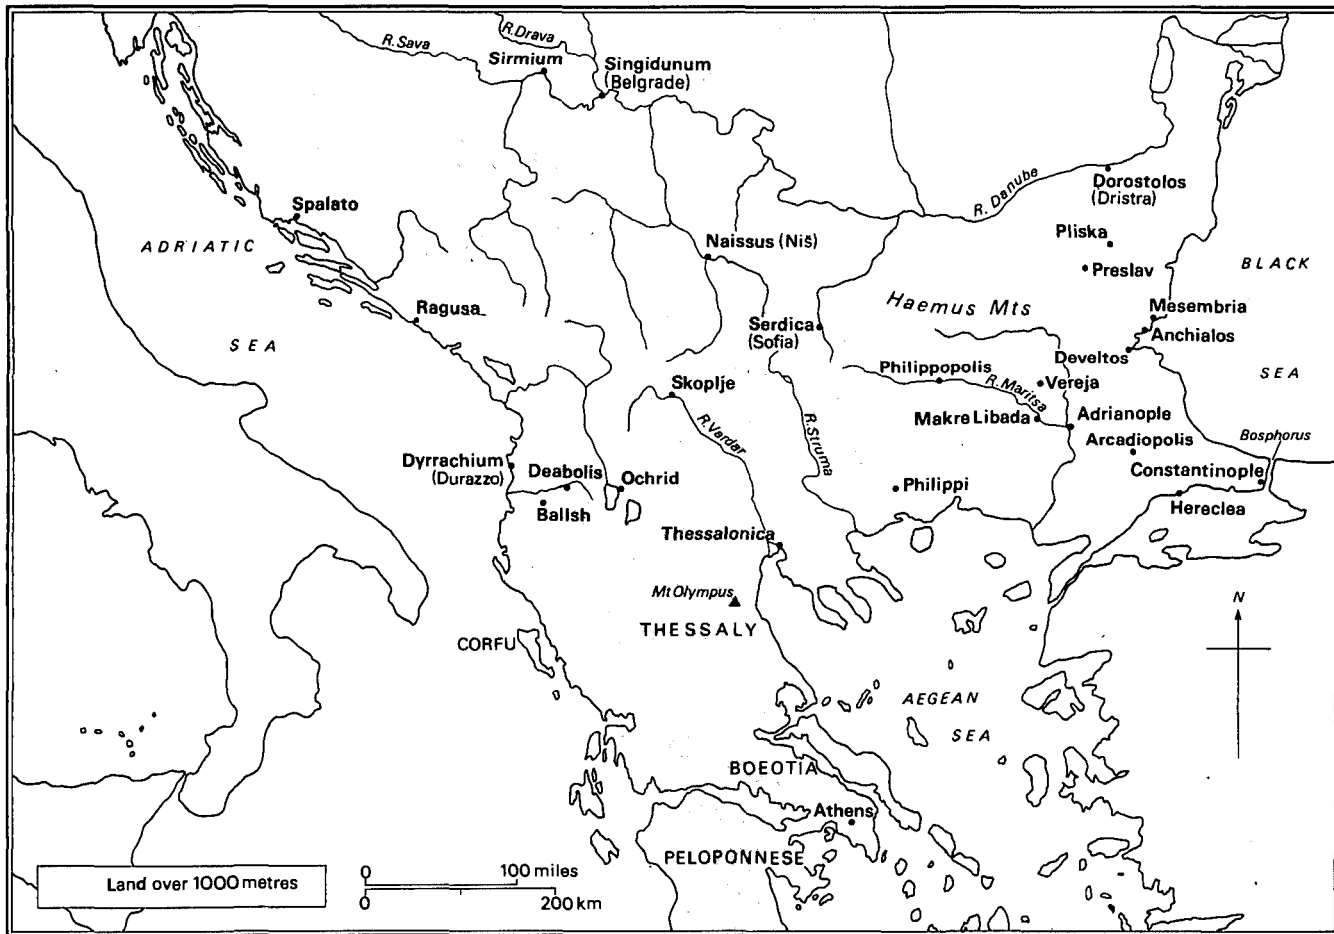 R. Drava
R. Sava
Sirmium
Singidunum
(Belgrade)
Dorostolos
(Dristra)
R. Danube
Spalato
Pliska
ADRIATIC
Naissus (Niš)
BLACK
Preslav
Haemus Mts
Mesembria
Ragusa
Anchialos
Serdica
(Sofia)
SEA
Develtos
Philippopolis
SEA
Skoplje
R. Maritsa
Vereja
Makre Libada
Adrianople
R. Vardar
R. Struma
Arcadiopolis
Bosphorus
Dyrrachium
(Durazzo)
Deabolis
Ochrid
Constantinople
Philippi
Ballsh
Hereclea
Thessalonica
Mt Olympus
N
THESSALY
CORFU
AEGEAN
SEA
BOEOTIA
Athens
PELOPONNESE
Land over 1000 metres
0 100 miles
0 200 km